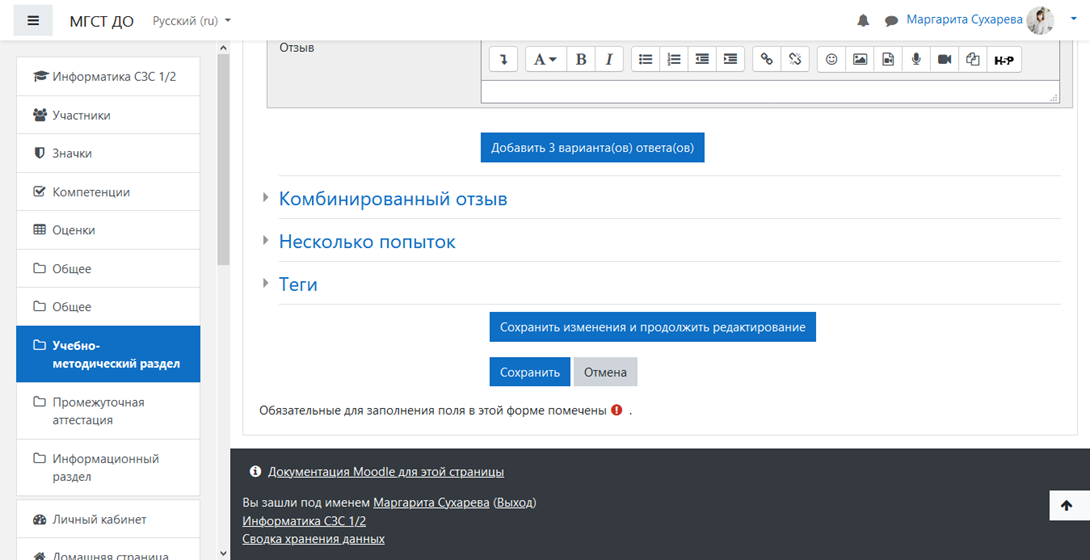 МГСТ ДО
Русский (ru)
Маргарита Сухарева
Информатика СЗС 1/2
Участники
Значки
Компетенции
Оценки
Общее
Общее
Учебно-
методический раздел
Промежуточная
аттестация
Информационный
раздел
Личный кабинет
Домашняя страница
Отзыв
A B I H-P
Добавить 3 варианта(ов) ответа(ов)
Комбинированный отзыв
Несколько попыток
Теги
Сохранить изменения и продолжить редактирование
Сохранить Отмена
Обязательные для заполнения поля в этой форме помечены .
Документация Moodle для этой страницы
Вы зашли под именем Маргарита Сухарева (Выход)
Информатика СЗС 1/2
Сводка хранения данных